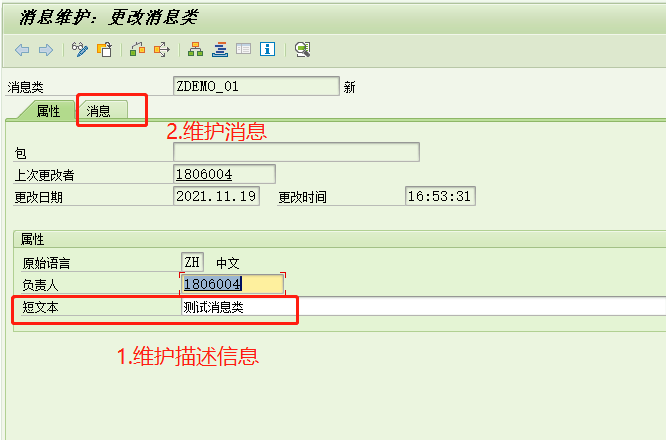 消息维护: 更改消息类
消息类 ZDEMO_01 新
属性 消息
2.维护消息
包
上次更改者 1806004
更改日期 2021.11.19 更改时间 16:53:31
属性
原始语言 ZH 中文
负责人 1806004
短文本 测试消息类
1.维护描述信息